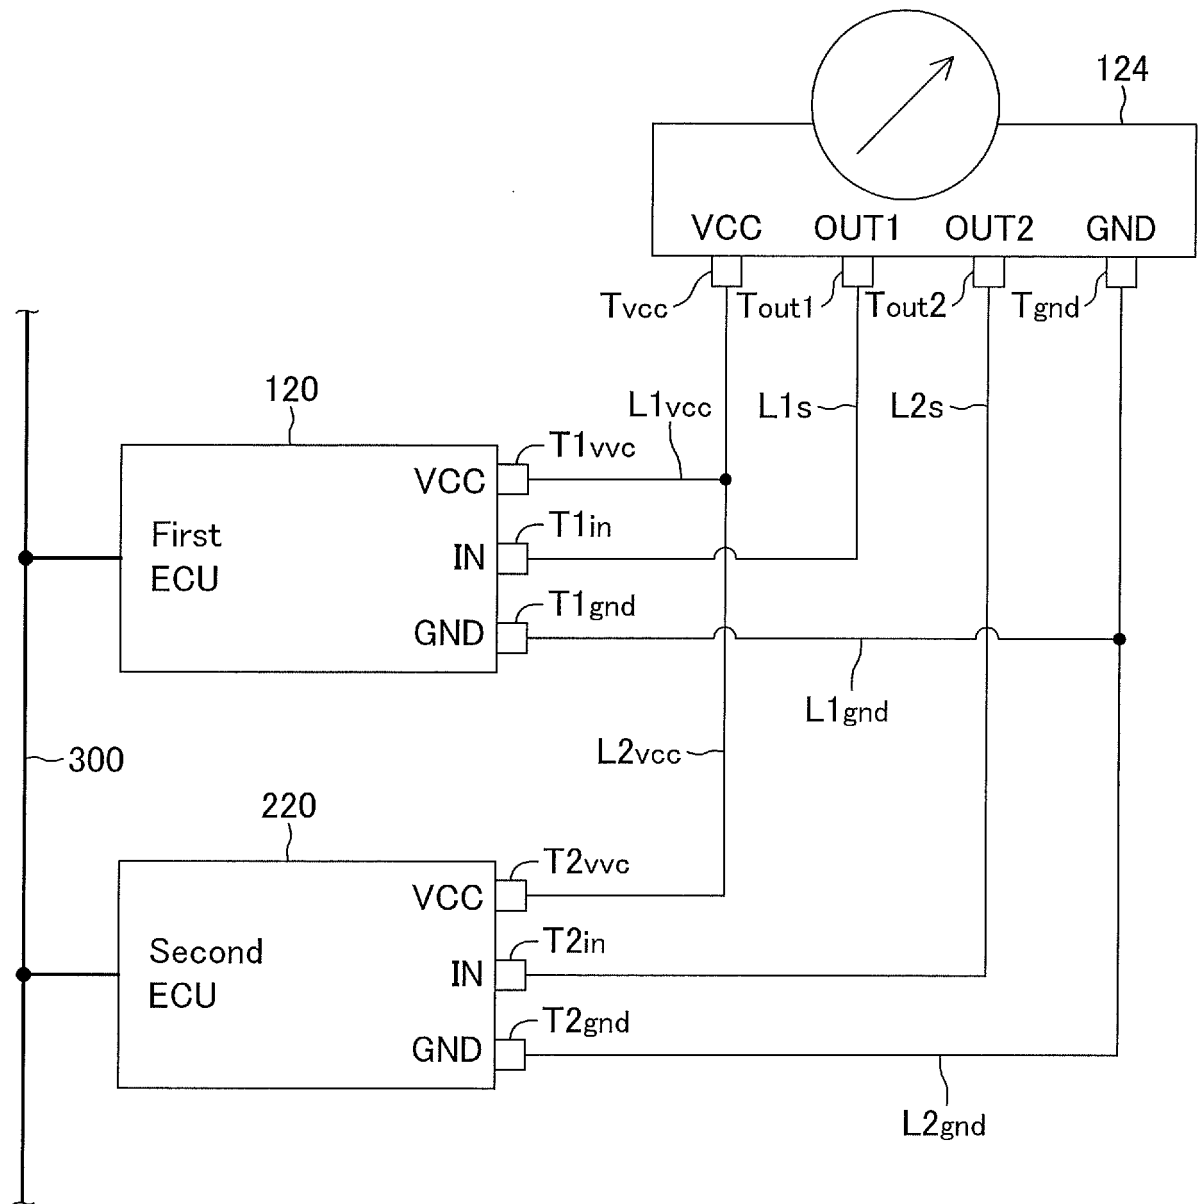 124
VCC OUT1 OUT2 GND
Tvcc Tout1 Tout2 Tgnd
120
L1vcc L1s L2s
T1vvc
VCC
T1in
First
IN
ECU
T1gnd
GND
L1gnd
300
L2vcc
220
T2vvc
VCC
T2in
Second
IN
ECU
T2gnd
GND
L2gnd